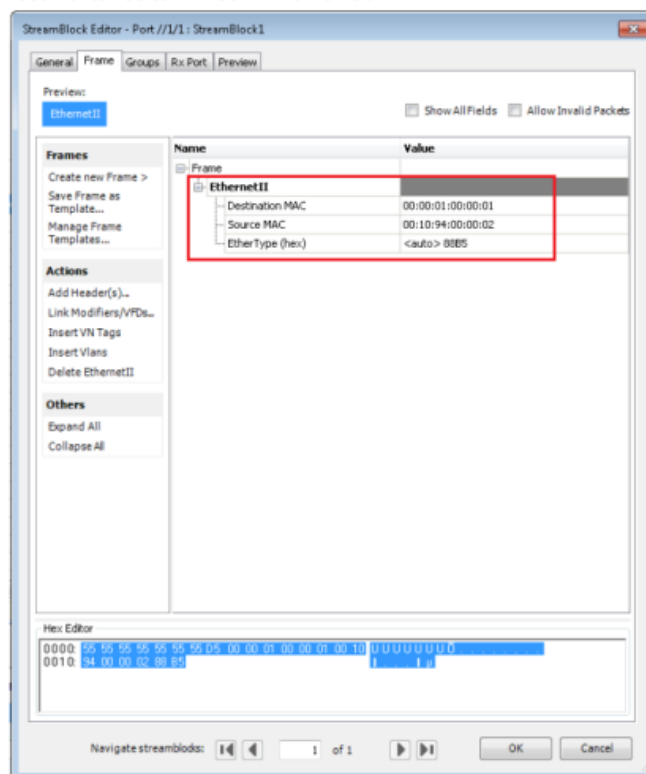 StreamBlock Editor - Port //1/1 : StreamBlock1
General Frame Groups Rx Port Preview
Preview:
EthernetII
Show All Fields Allow Invalid Packets
Frames
Create new Frame >
Save Frame as
Template...
Manage Frame
Templates...
Actions
Add Header(s)...
Link Modifiers/VFDs...
Insert VN Tags
Insert Vlans
Delete EthernetII
Others
Expand All
Collapse All
Name Value
Frame
EthernetII
Destination MAC 00:00:01:00:00:01
Source MAC 00:10:94:00:00:02
EtherType (hex) <auto> 88B5
Hex Editor
0000: 55 55 55 55 55 55 55 D5 00 00 01 00 00 01 00 10 UUUUUUUÕ........
0010: 94 00 00 02 88 B5
Navigate streamblocks: 1 of 1 OK Cancel